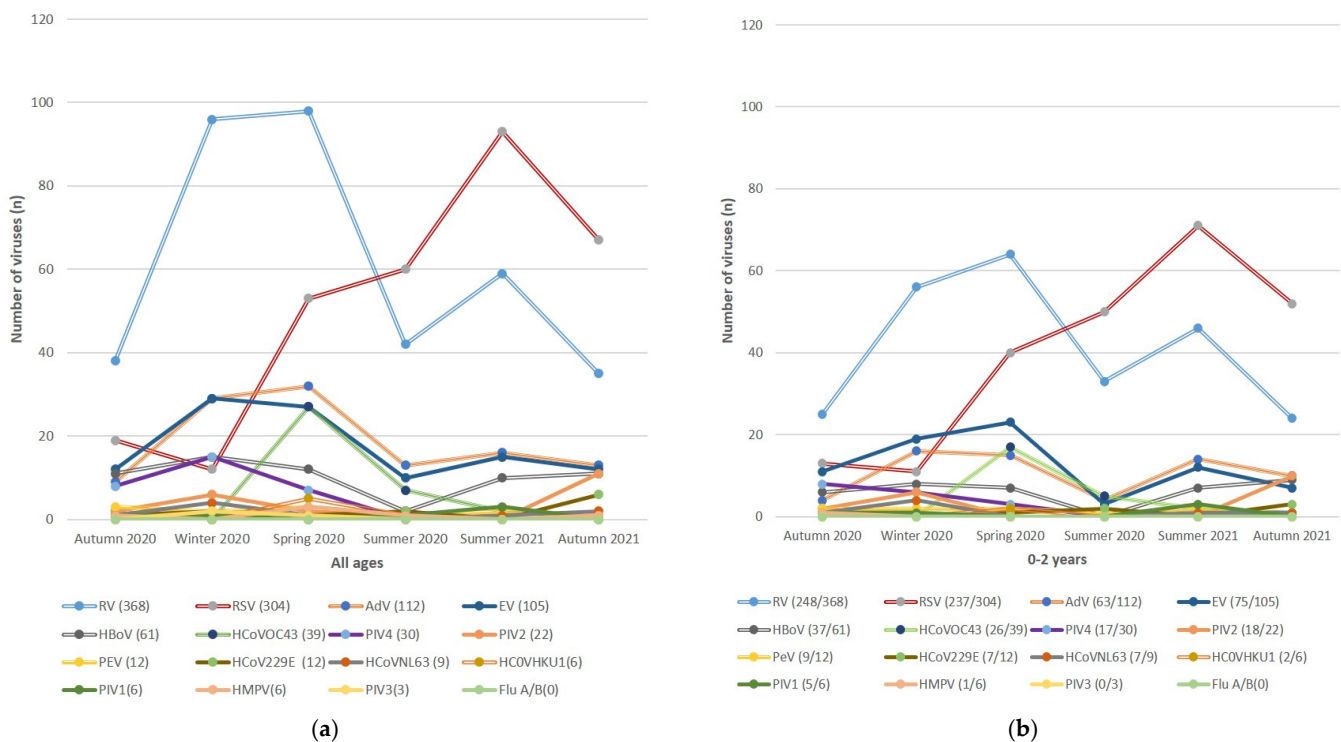 120
100
80
60
40
20
0
Number of viruses (n)
Autumn 2020 Winter 2020 Spring 2020 Summer 2020 Summer 2021 Autumn 2021
All ages
RV (368) RSV (304) AdV (112) EV (105)
HBoV (61) HCoVOC43 (39) PIV4 (30) PIV2 (22)
PEV (12) HCoV229E (12) HCoVNL63 (9) HC0VHKU1(6)
PIV1(6) HMPV(6) PIV3(3) Flu A/B(0)
(a)
120
100
80
60
40
20
0
Number of viruses (n)
Autumn 2020 Winter 2020 Spring 2020 Summer 2020 Summer 2021 Autumn 2021
0-2 years
RV (248/368) RSV (237/304) AdV (63/112) EV (75/105)
HBoV (37/61) HCoVOC43 (26/39) PIV4 (17/30) PIV2 (18/22)
PeV (9/12) HCoV229E (7/12) HCoVNL63 (7/9) HC0VHKU1 (2/6)
PIV1 (5/6) HMPV (1/6) PIV3 (0/3) Flu A/B(0)
(b)